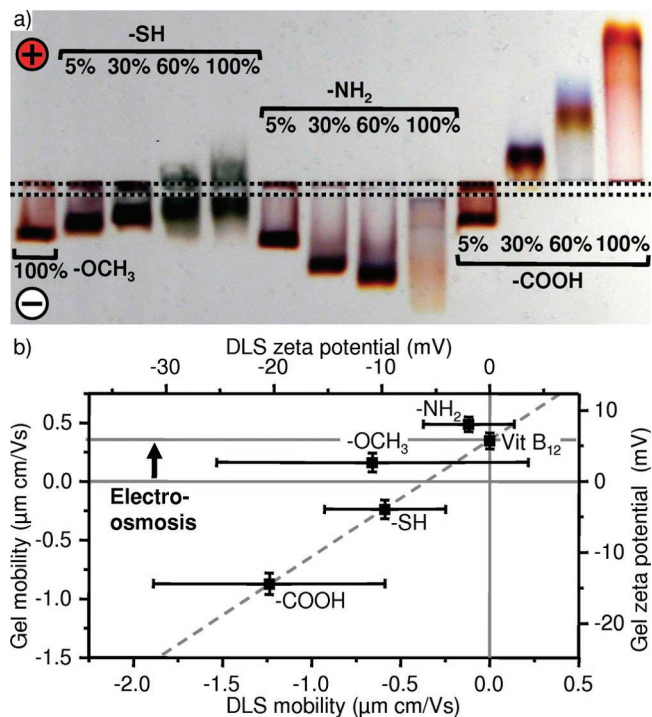 a)
-SH
5% 30% 60% 100%
-NH₂
5% 30% 60% 100%
+
100% -OCH₃
5% 30% 60% 100%
-COOH
−
b)
DLS zeta potential (mV)
-30 -20 -10 0
-NH₂
Vit B₁₂
-OCH₃
Electro-
osmosis
-SH
-COOH
Gel mobility (µm cm/Vs)
0.5
0.0
-0.5
-1.0
-1.5
10
0
-10
-20
Gel zeta potential (mV)
-2.0 -1.5 -1.0 -0.5 0.0 0.5
DLS mobility (µm cm/Vs)